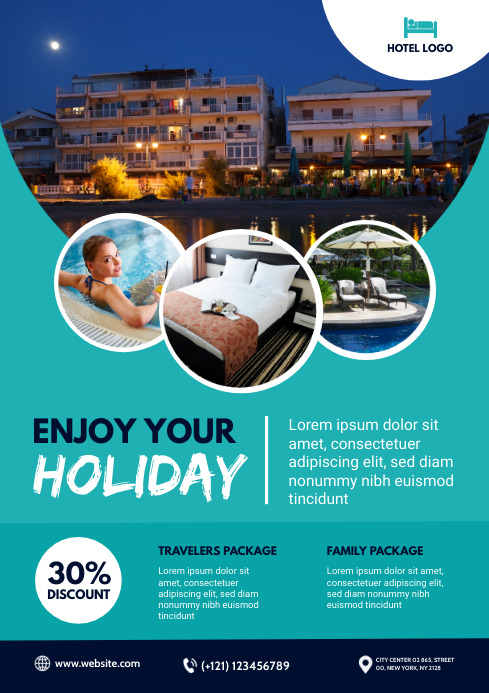 HOTEL LOGO
ENJOY YOUR
HOLIDAY
Lorem ipsum dolor sit
amet, consectetuer
adipiscing elit, sed diam
nonummy nibh euismod
tincidunt
30%
DISCOUNT
TRAVELERS PACKAGE
Lorem ipsum dolor sit
amet, consectetuer
adipiscing elit, sed diam
nonummy nibh euismod
tincidunt
FAMILY PACKAGE
Lorem ipsum dolor sit
amet, consectetuer
adipiscing elit, sed diam
nonummy nibh euismod
www.website.com
(+121) 123456789
CITY CENTER 02 865, STREET
00, NEW YORK, NY 2128